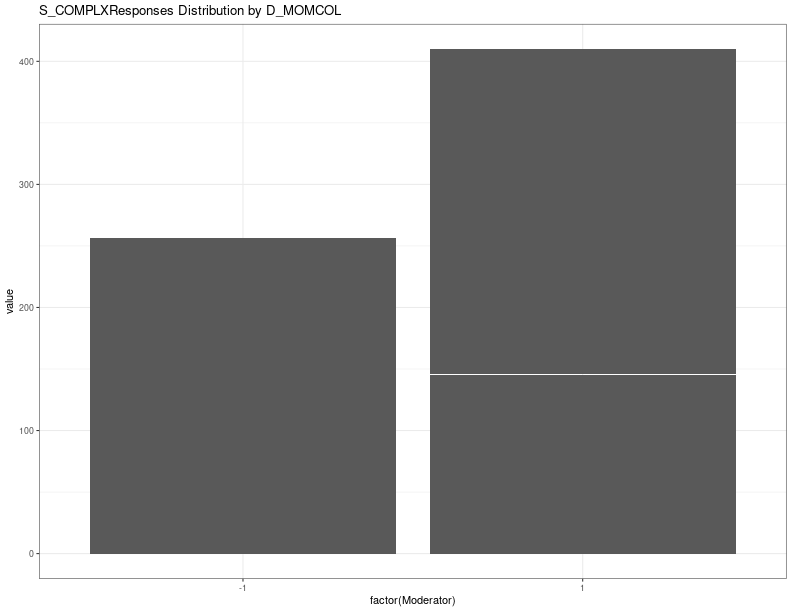 S_COMPLXResponses Distribution by D_MOMCOL
400
300
200
100
0
value
-1
1
factor(Moderator)